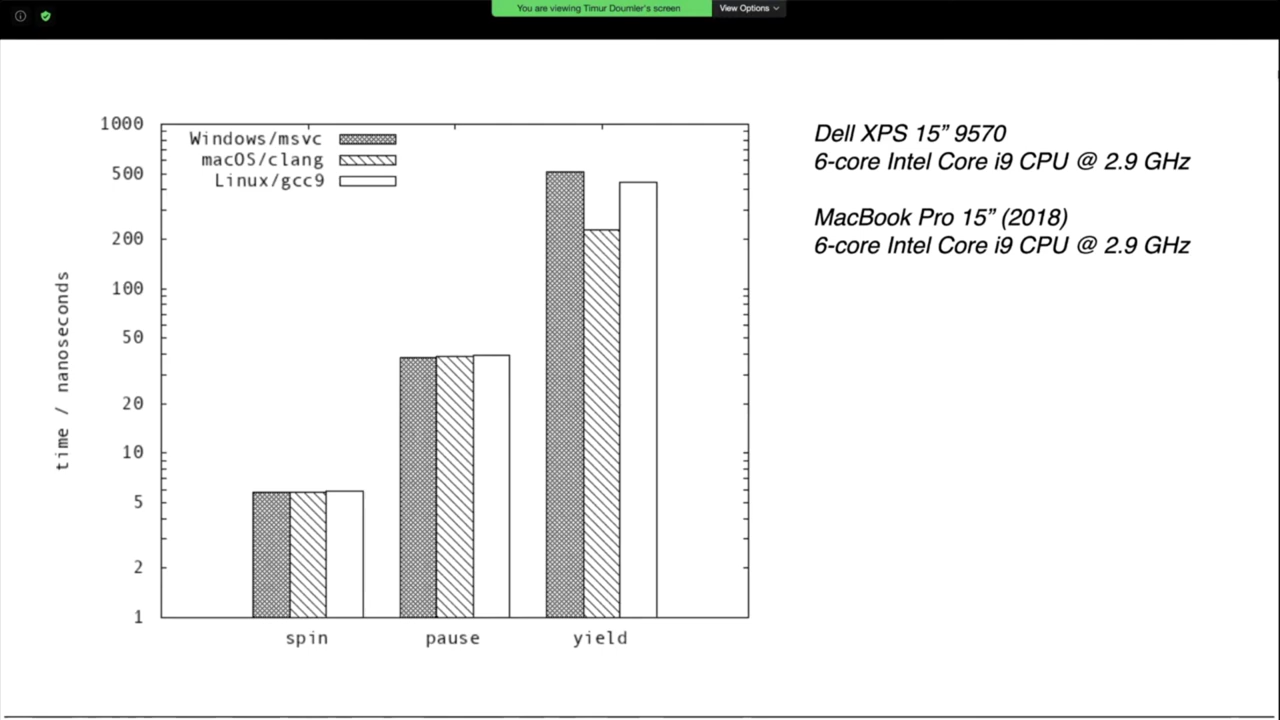 You are viewing Timur Doumler's screen
View Options
1000
500
200
100
50
20
10
5
2
1
time / nanoseconds
Windows/msvc
macOS/clang
Linux/gcc9
spin
pause
yield
Dell XPS 15” 9570
6-core Intel Core i9 CPU @ 2.9 GHz
MacBook Pro 15” (2018)
6-core Intel Core i9 CPU @ 2.9 GHz